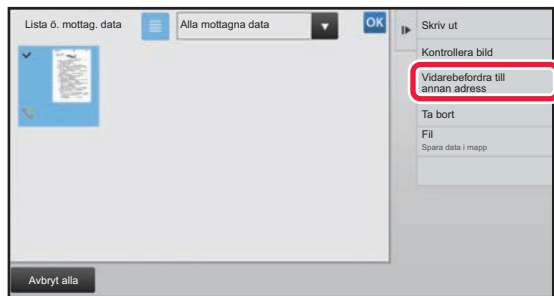 Lista ö. mottag. data
Alla mottagna data
OK
Skriv ut
Kontrollera bild
Vidarebefordra till
annan adress
Ta bort
Fil
Spara data i mapp
Avbryt alla